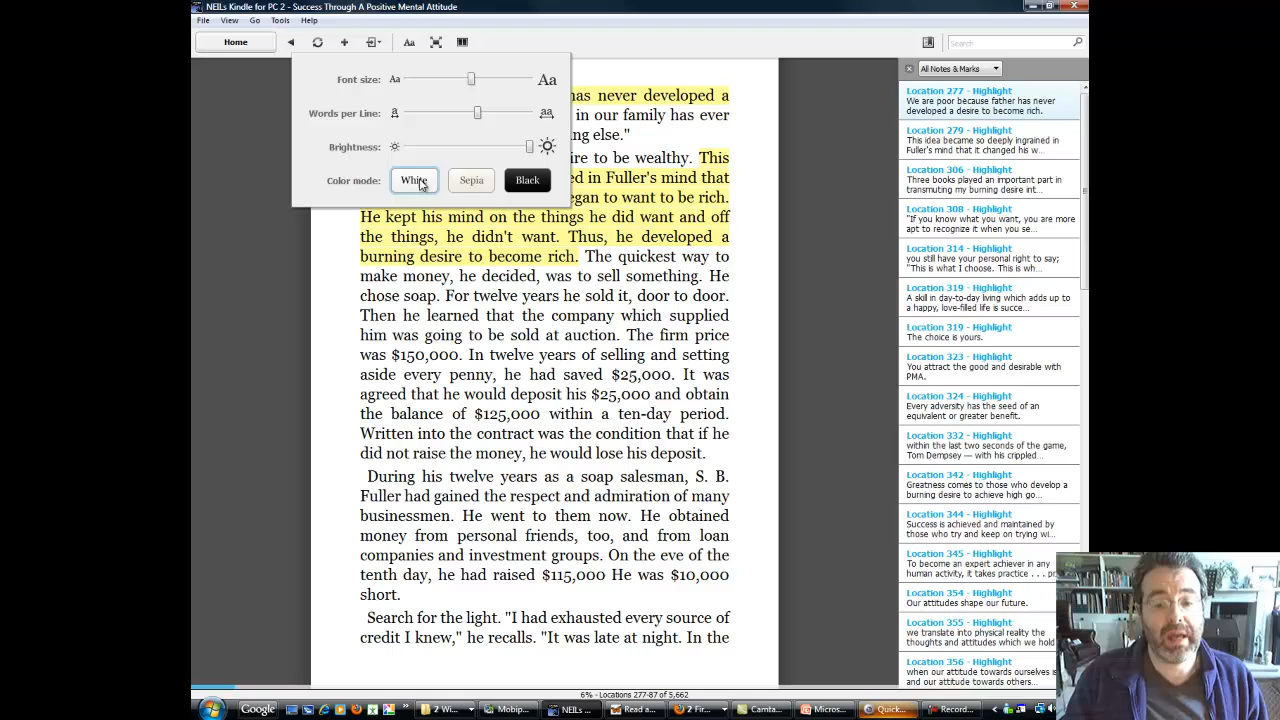 NEILs Kindle for PC 2 - Success Through A Positive Mental Attitude
File View Go Tools Help
Home
Aa
Search
Font size: Aa Aa
Words per Line: a aa
Brightness:
Color mode: White Sepia Black
has never developed a
in our family has ever
ng else."
ire to be wealthy. This
ed in Fuller's mind that
egan to want to be rich.
He kept his mind on the things he did want and off
the things, he didn't want. Thus, he developed a
burning desire to become rich. The quickest way to
make money, he decided, was to sell something. He
chose soap. For twelve years he sold it, door to door.
Then he learned that the company which supplied
him was going to be sold at auction. The firm price
was $150,000. In twelve years of selling and setting
aside every penny, he had saved $25,000. It was
agreed that he would deposit his $25,000 and obtain
the balance of $125,000 within a ten-day period.
Written into the contract was the condition that if he
did not raise the money, he would lose his deposit.
During his twelve years as a soap salesman, S. B.
Fuller had gained the respect and admiration of many
businessmen. He went to them now. He obtained
money from personal friends, too, and from loan
companies and investment groups. On the eve of the
tenth day, he had raised $115,000 He was $10,000
short.
Search for the light. "I had exhausted every source of
credit I knew," he recalls. "It was late at night. In the
All Notes & Marks
Location 277 - Highlight
We are poor because father has never
developed a desire to become rich.
Location 279 - Highlight
This idea became so deeply ingrained in
Fuller's mind that it changed his w...
Location 306 - Highlight
Three books played an important part in
transmuting my burning desire int...
Location 308 - Highlight
"If you know what you want, you are more
apt to recognize it when you se...
Location 314 - Highlight
you still have your personal right to say;
"This is what I choose. This is wh...
Location 319 - Highlight
A skill in day-to-day living which adds up to
a happy, love-filled life is succe...
Location 319 - Highlight
The choice is yours.
Location 323 - Highlight
You attract the good and desirable with
PMA.
Location 324 - Highlight
Every adversity has the seed of an
equivalent or greater benefit.
Location 332 - Highlight
within the last two seconds of the game,
Tom Dempsey — with his crippled...
Location 342 - Highlight
Greatness comes to those who develop a
burning desire to achieve high go...
Location 344 - Highlight
Success is achieved and maintained by
those who try and keep on trying wi...
Location 345 - Highlight
To become an expert achiever in any
human activity, it takes practice . . . pr
Location 354 - Highlight
Our attitudes shape our future.
Location 355 - Highlight
we translate into physical reality the
thoughts and attitudes which we hold
Location 356 - Highlight
when our attitude towards ourselves is
and our attitude towards others...
6% - Locations 277-87 of 5,662
Google 2 Wi... Mobip... NEILs ... Read a... 2 Fir... Camta... Micros... Quick... Record...